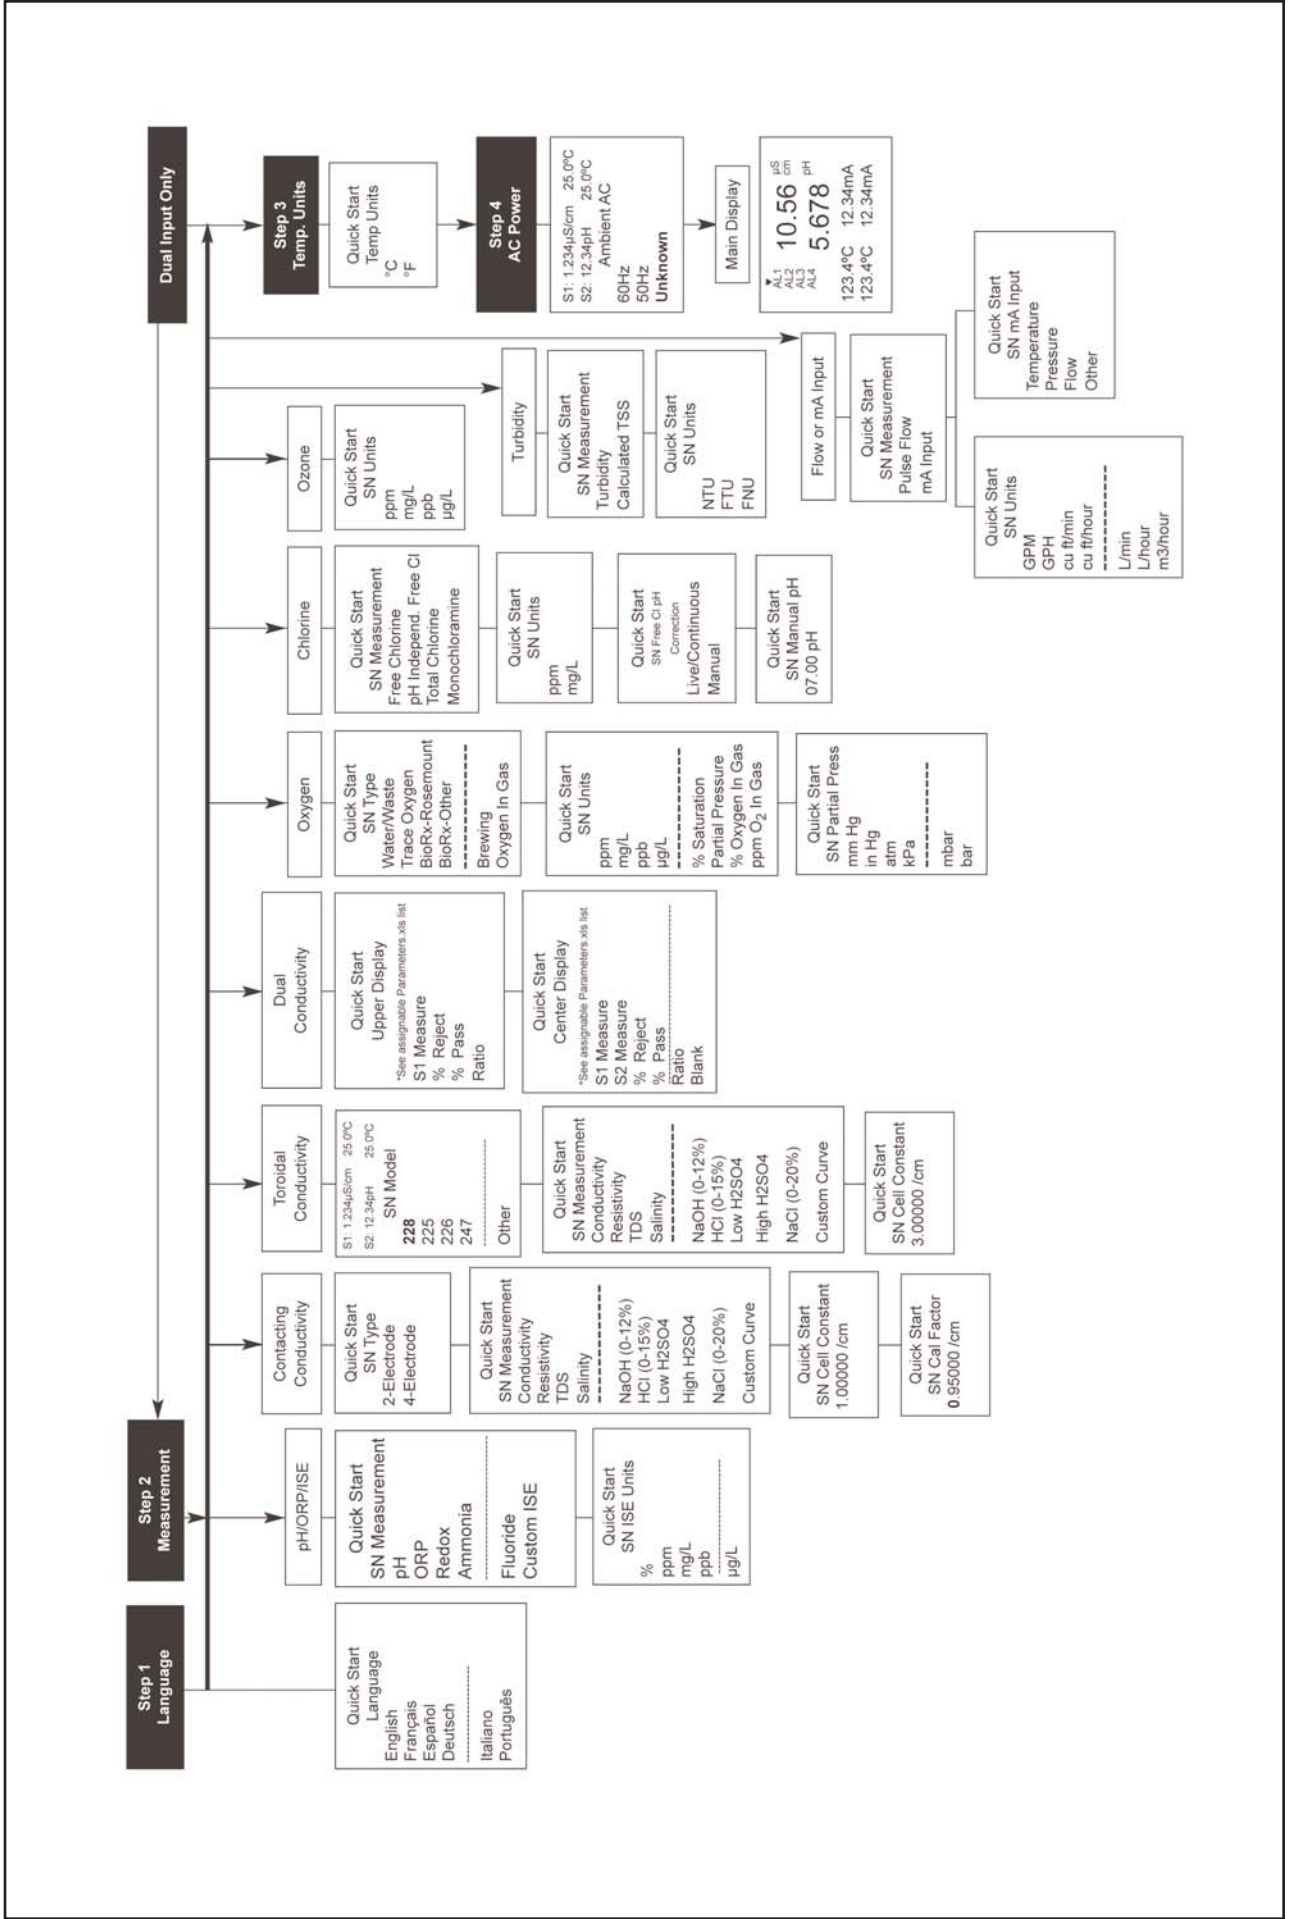 Step 1
Language
Quick Start
Language
English
Français
Español
Deutsch
Italiano
Português
Step 2
Measurement
pH/ORP/ISE
Quick Start
SN Measurement
pH
ORP
Redox
Ammonia
Fluoride
Custom ISE
Quick Start
SN ISE Units
%
ppm
mg/L
ppb
µg/L
Contacting
Conductivity
Quick Start
SN Type
2-Electrode
4-Electrode
Quick Start
SN Measurement
Conductivity
Resistivity
TDS
Salinity
NaOH (0-12%)
HCl (0-15%)
Low H2SO4
High H2SO4
NaCl (0-20%)
Custom Curve
Quick Start
SN Cell Constant
1.00000 /cm
Quick Start
SN Cal Factor
0.95000 /cm
Toroidal
Conductivity
S1: 1.234µS/cm 25.0ºC
S2: 12.34pH 25.0ºC
SN Model
228
225
226
247
Other
Quick Start
SN Measurement
Conductivity
Resistivity
TDS
Salinity
NaOH (0-12%)
HCl (0-15%)
Low H2SO4
High H2SO4
NaCl (0-20%)
Custom Curve
Quick Start
SN Cell Constant
3.00000 /cm
Dual
Conductivity
Quick Start
Upper Display
*See assignable Parameters.xls list
S1 Measure
% Reject
% Pass
Ratio
Quick Start
Center Display
*See assignable Parameters.xls list
S1 Measure
S2 Measure
% Reject
% Pass
Ratio
Blank
Oxygen
Quick Start
SN Type
Water/Waste
Trace Oxygen
BioRx-Rosemount
BioRx-Other
Brewing
Oxygen In Gas
Quick Start
SN Units
ppm
mg/L
ppb
µg/L
% Saturation
Partial Pressure
% Oxygen In Gas
ppm O2 In Gas
Quick Start
SN Partial Press
mm Hg
in Hg
atm
kPa
mbar
bar
Chlorine
Quick Start
SN Measurement
Free Chlorine
pH Independ. Free Cl
Total Chlorine
Monochloramine
Quick Start
SN Units
ppm
mg/L
Quick Start
SN Free Cl pH
Correction
Live/Continuous
Manual
Quick Start
SN Manual pH
07.00 pH
Ozone
Quick Start
SN Units
ppm
mg/L
ppb
µg/L
Turbidity
Quick Start
SN Measurement
Turbidity
Calculated TSS
Quick Start
SN Units
NTU
FTU
FNU
Flow or mA Input
Quick Start
SN Measurement
Pulse Flow
mA Input
Quick Start
SN Units
GPM
GPH
cu ft/min
cu ft/hour
L/min
L/hour
m3/hour
Quick Start
SN mA Input
Temperature
Pressure
Flow
Other
Dual Input Only
Step 3
Temp. Units
Quick Start
Temp Units
°C
°F
Step 4
AC Power
S1: 1.234µS/cm 25.0ºC
S2: 12.34pH 25.0ºC
Ambient AC
60Hz
50Hz
Unknown
Main Display
AL1
AL2
AL3
AL4
10.56 µS
cm
5.678 pH
123.4ºC 12.34mA
123.4ºC 12.34mA